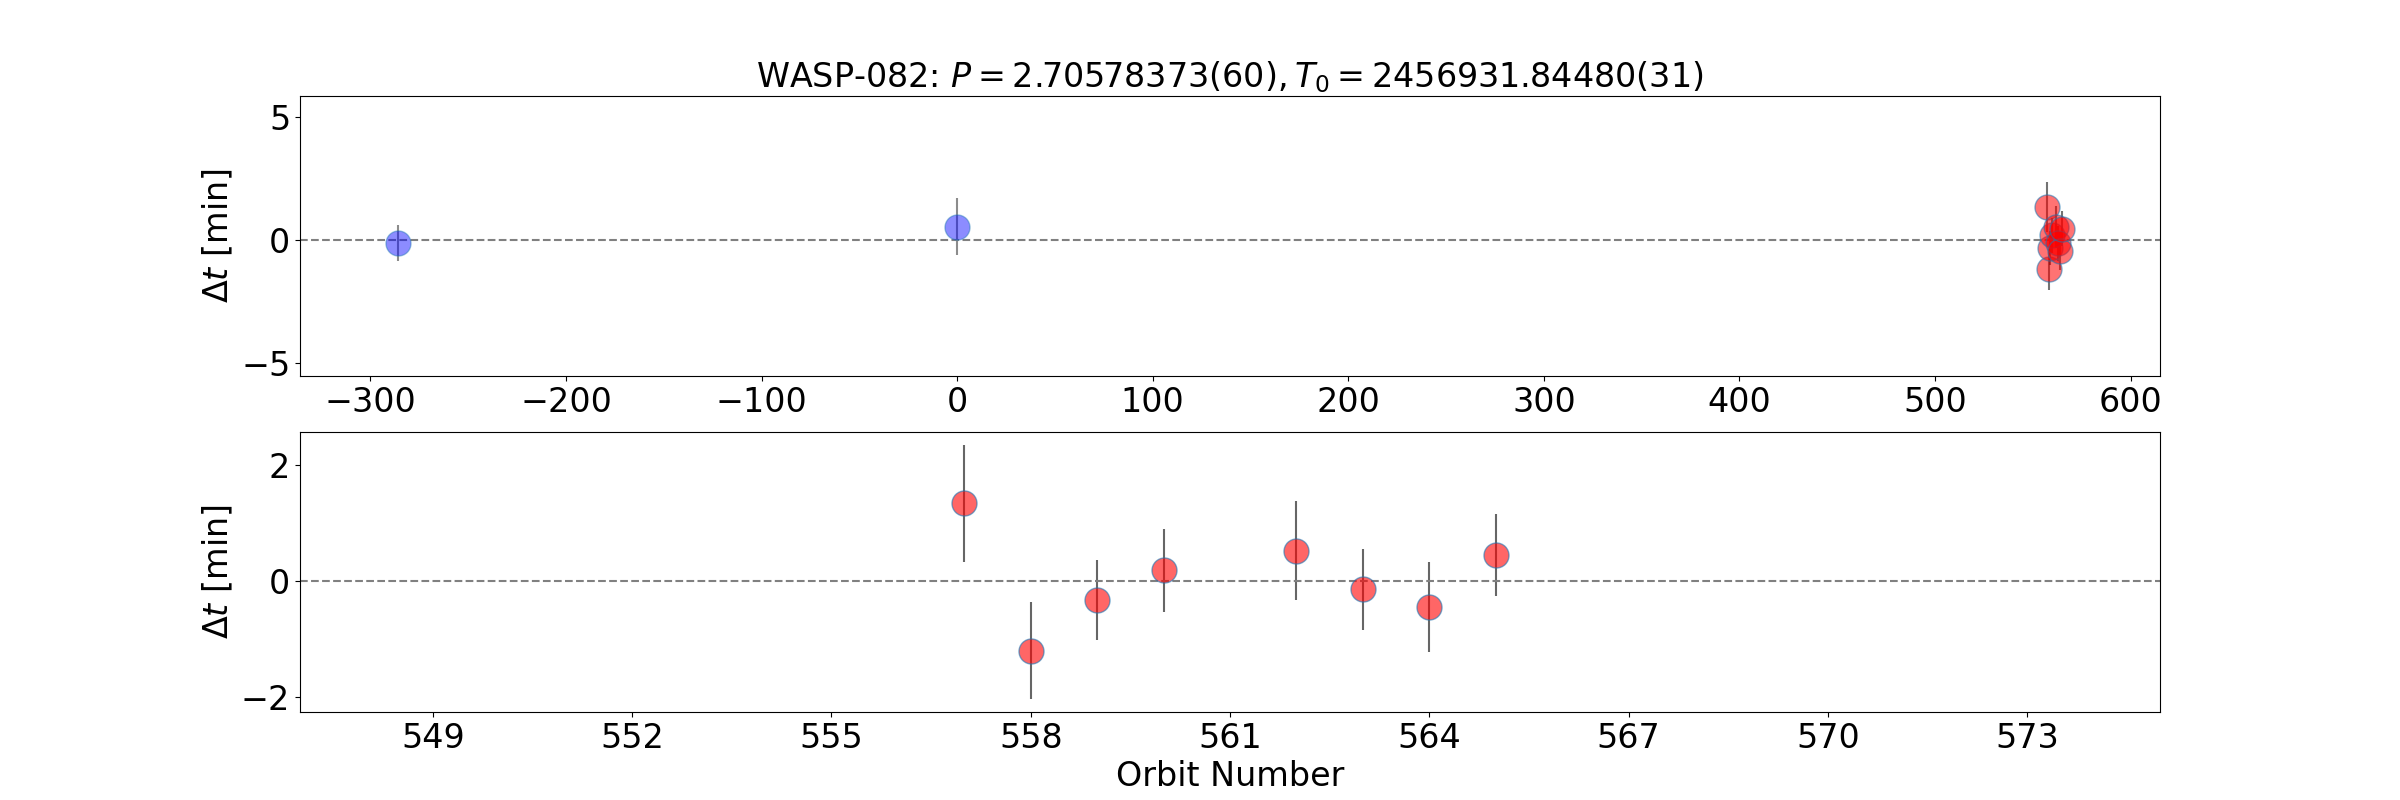 WASP-082: P = 2.70578373(60), T₀ = 2456931.84480(31)
5
0
−5
Δt [min]
−300 −200 −100 0 100 200 300 400 500 600
2
0
−2
Δt [min]
549 552 555 558 561 564 567 570 573
Orbit Number